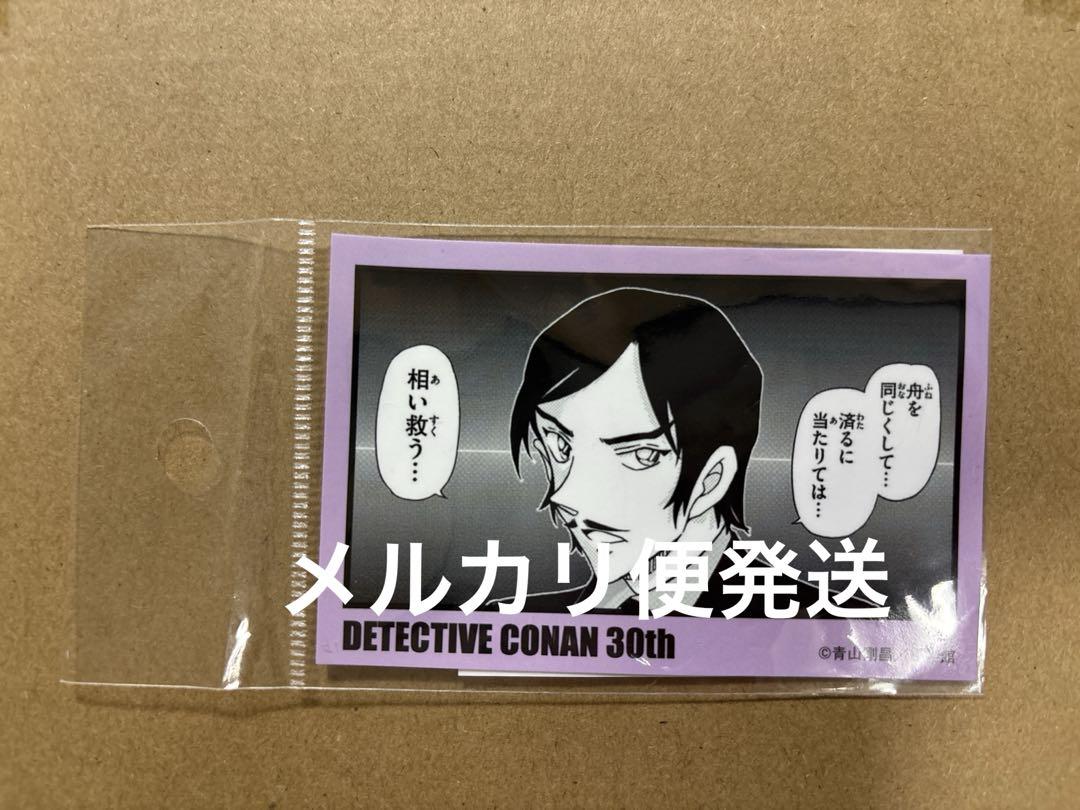 舟を
同じくして…
済るに
当たりては…
相い救う…
メルカリ便発送
DETECTIVE CONAN 30th
©青山剛昌
館